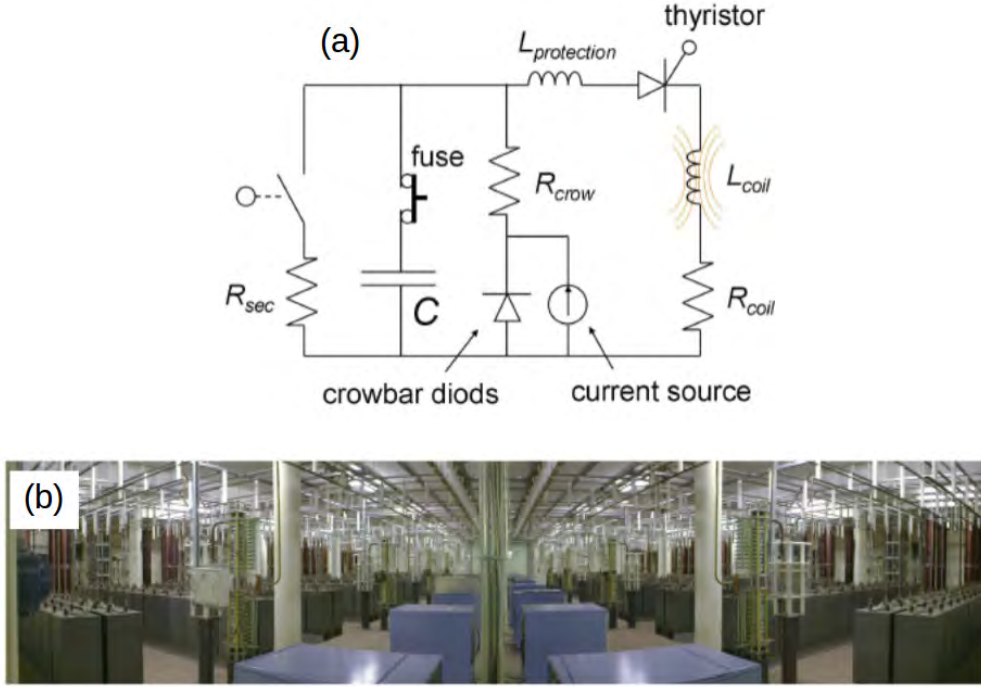 (a)
L_protection
thyristor
fuse
R_crow
L_coil
R_sec
C
R_coil
crowbar diods
current source
(b)